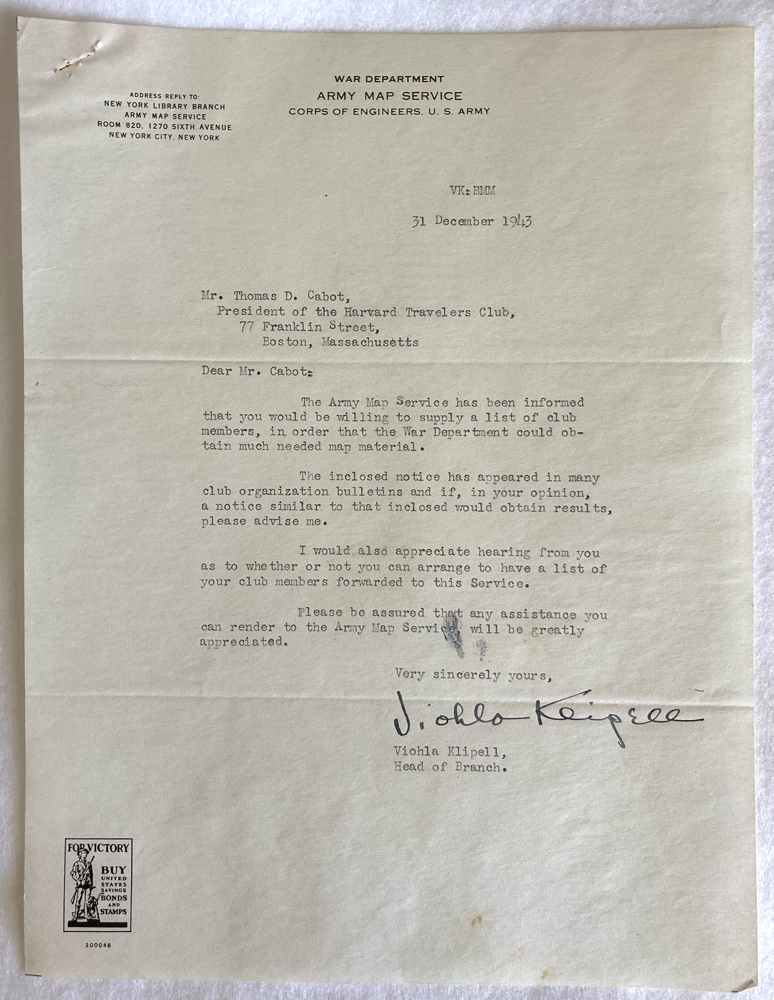 WAR DEPARTMENT
ARMY MAP SERVICE
CORPS OF ENGINEERS, U. S. ARMY
ADDRESS REPLY TO:
NEW YORK LIBRARY BRANCH
ARMY MAP SERVICE
ROOM 820, 1270 SIXTH AVENUE
NEW YORK CITY, NEW YORK
VK:BMM
31 December 1943
Mr. Thomas D. Cabot,
President of the Harvard Travelers Club,
77 Franklin Street,
Boston, Massachusetts
Dear Mr. Cabot:
The Army Map Service has been informed
that you would be willing to supply a list of club
members, in order that the War Department could ob-
tain much needed map material.
The inclosed notice has appeared in many
club organization bulletins and if, in your opinion,
a notice similar to that inclosed would obtain results,
please advise me.
I would also appreciate hearing from you
as to whether or not you can arrange to have a list of
your club members forwarded to this Service.
Please be assured that any assistance you
can render to the Army Map Service, will be greatly
appreciated.
Very sincerely yours,
Viohla Klipell
Viohla Klipell,
Head of Branch.
FOR VICTORY
BUY
UNITED
STATES
SAVINGS
BONDS
AND
STAMPS
200048